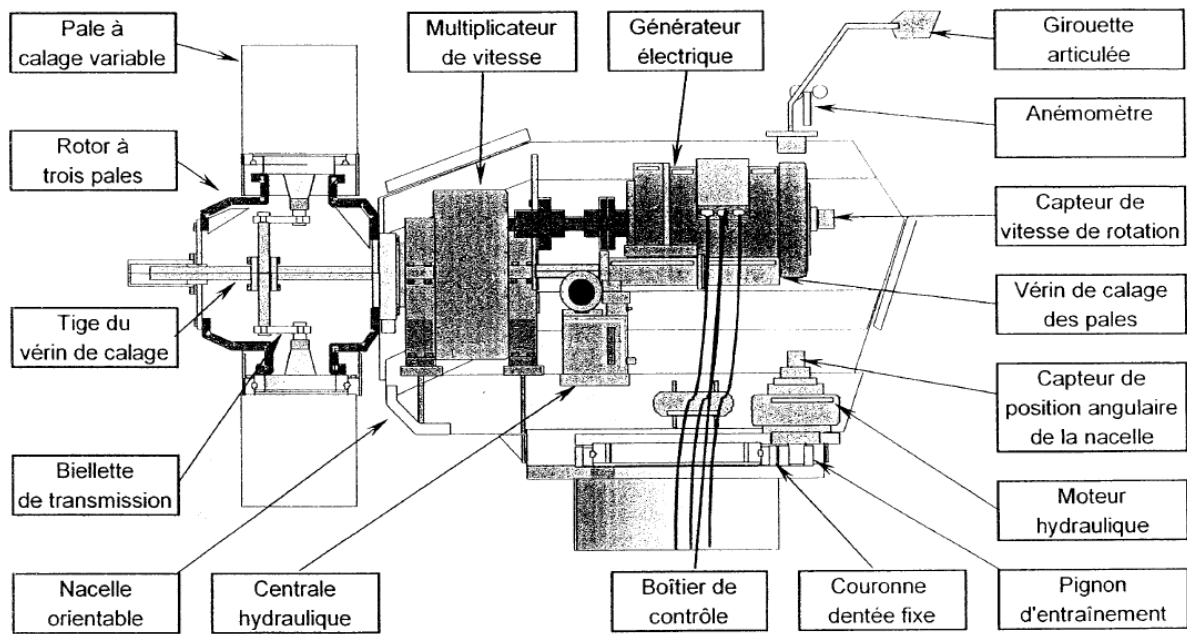 Pale à
calage variable
Multiplicateur
de vitesse
Générateur
électrique
Girouette
articulée
Anémomètre
Rotor à
trois pales
Capteur de
vitesse de rotation
Tige du
vérin de calage
Vérin de calage
des pales
Capteur de
position angulaire
de la nacelle
Biellette
de transmission
Moteur
hydraulique
Nacelle
orientable
Centrale
hydraulique
Boîtier de
contrôle
Couronne
dentée fixe
Pignon
d'entraînement